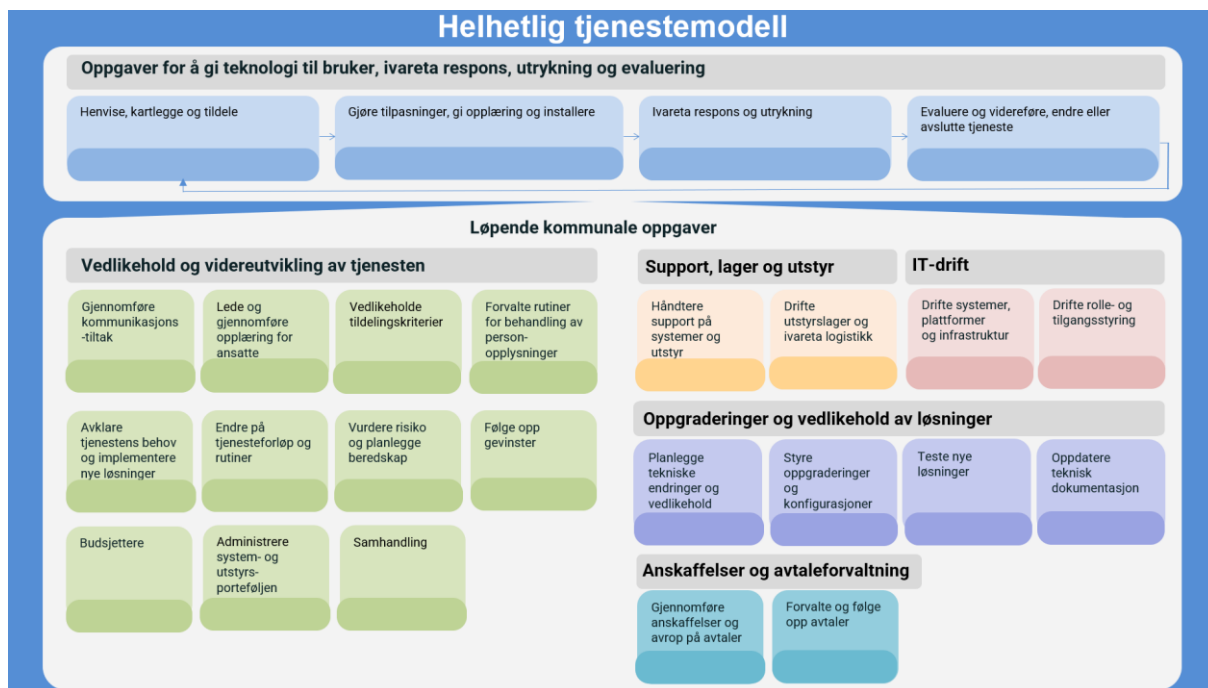 Helhetlig tjenestemodell
Oppgaver for å gi teknologi til bruker, ivareta respons, utrykning og evaluering
Henvise, kartlegge og tildele
Gjøre tilpasninger, gi opplæring og installere
Ivareta respons og utrykning
Evaluere og videreføre, endre eller
avslutte tjeneste
Løpende kommunale oppgaver
Vedlikehold og videreutvikling av tjenesten
Gjennomføre
kommunikasjons
-tiltak
Lede og
gjennomføre
opplæring for
ansatte
Vedlikeholde
tildelingskriterier
Forvalte rutiner
for behandling av
person-
opplysninger
Avklare
tjenestens behov
og implementere
nye løsninger
Endre på
tjenesteforløp og
rutiner
Vurdere risiko
og planlegge
beredskap
Følge opp
gevinster
Budsjettere
Administrere
system- og
utstyrs-
porteføljen
Samhandling
Support, lager og utstyr
Håndtere
support på
systemer og
utstyr
Drifte
utstyrslager og
ivareta logistikk
IT-drift
Drifte systemer,
plattformer
og infrastruktur
Drifte rolle- og
tilgangsstyring
Oppgraderinger og vedlikehold av løsninger
Planlegge
tekniske
endringer og
vedlikehold
Styre
oppgraderinger
og
konfigurasjoner
Teste nye
løsninger
Oppdatere
teknisk
dokumentasjon
Anskaffelser og avtaleforvaltning
Gjennomføre
anskaffelser og
avrop på avtaler
Forvalte og følge
opp avtaler